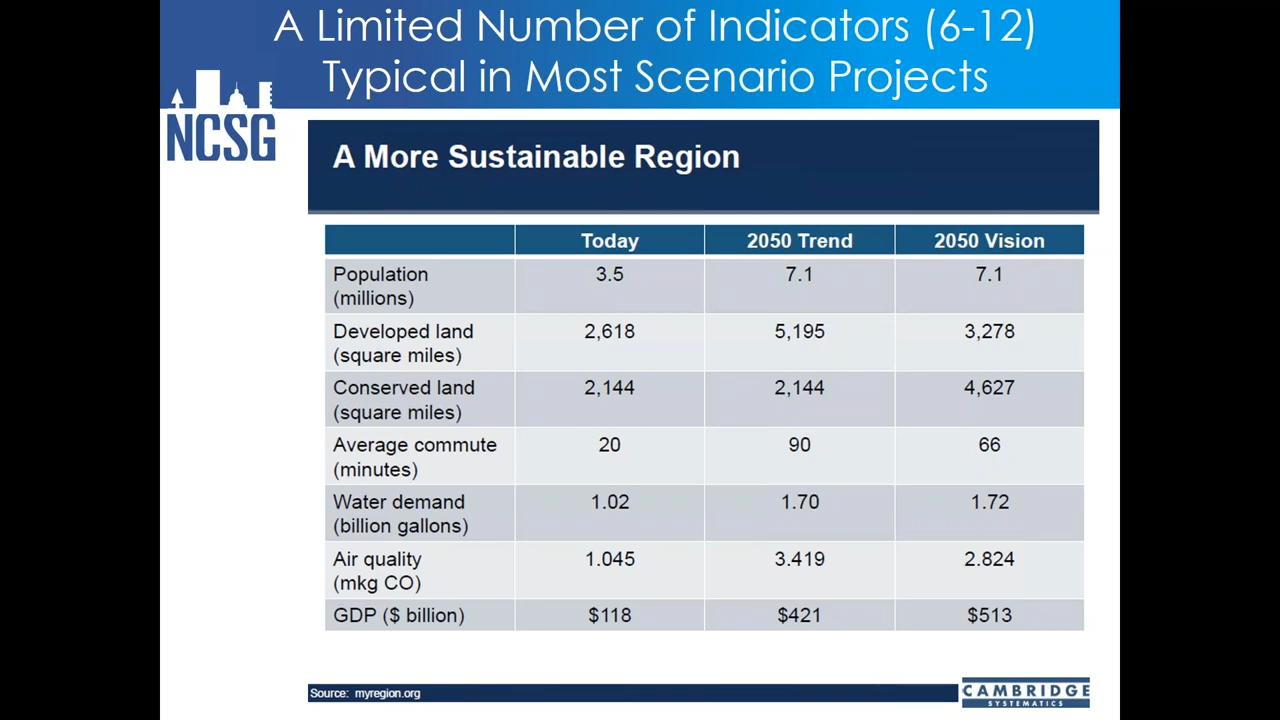 A Limited Number of Indicators (6-12)
Typical in Most Scenario Projects
NCSG
A More Sustainable Region
Today 2050 Trend 2050 Vision
Population
(millions) 3.5 7.1 7.1
Developed land
(square miles) 2,618 5,195 3,278
Conserved land
(square miles) 2,144 2,144 4,627
Average commute
(minutes) 20 90 66
Water demand
(billion gallons) 1.02 1.70 1.72
Air quality
(mkg CO) 1.045 3.419 2.824
GDP ($ billion) $118 $421 $513
Source: myregion.org
CAMBRIDGE
SYSTEMATICS